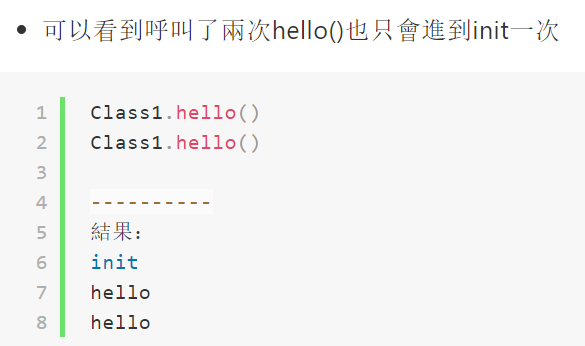 • 可以看到呼叫了兩次hello()也只會進到init一次
1 Class1.hello()
2 Class1.hello()
3
4 ----------
5 結果:
6 init
7 hello
8 hello